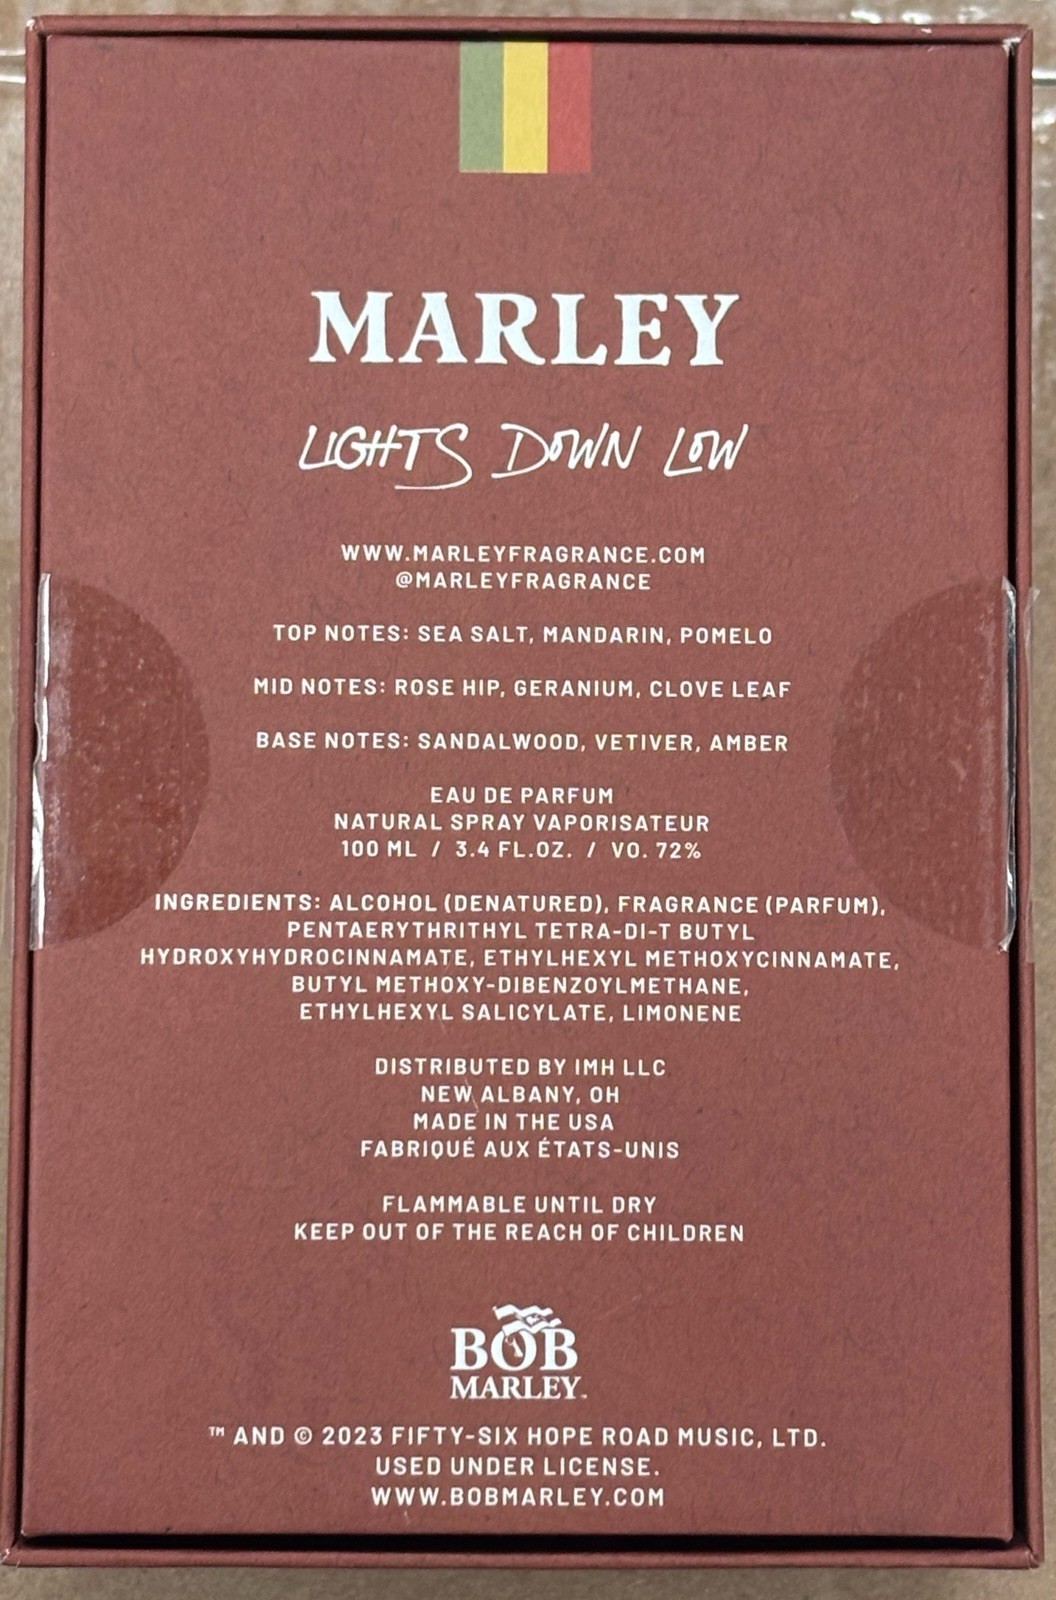 MARLEY
LIGHTS DOWN LOW
WWW.MARLEYFRAGRANCE.COM
@MARLEYFRAGRANCE
TOP NOTES: SEA SALT, MANDARIN, POMELO
MID NOTES: ROSE HIP, GERANIUM, CLOVE LEAF
BASE NOTES: SANDALWOOD, VETIVER, AMBER
EAU DE PARFUM
NATURAL SPRAY VAPORISATEUR
100 ML / 3.4 FL.OZ. / VO. 72%
INGREDIENTS: ALCOHOL (DENATURED), FRAGRANCE (PARFUM),
PENTAERYTHRITHYL TETRA-DI-T BUTYL
HYDROXYHYDROCINNAMATE, ETHYLHEXYL METHOXYCINNAMATE,
BUTYL METHOXY-DIBENZOYLMETHANE,
ETHYLHEXYL SALICYLATE, LIMONENE
DISTRIBUTED BY IMH LLC
NEW ALBANY, OH
MADE IN THE USA
FABRIQUÉ AUX ÉTATS-UNIS
FLAMMABLE UNTIL DRY
KEEP OUT OF THE REACH OF CHILDREN
BOB
MARLEY™
™ AND © 2023 FIFTY-SIX HOPE ROAD MUSIC, LTD.
USED UNDER LICENSE.
WWW.BOBMARLEY.COM